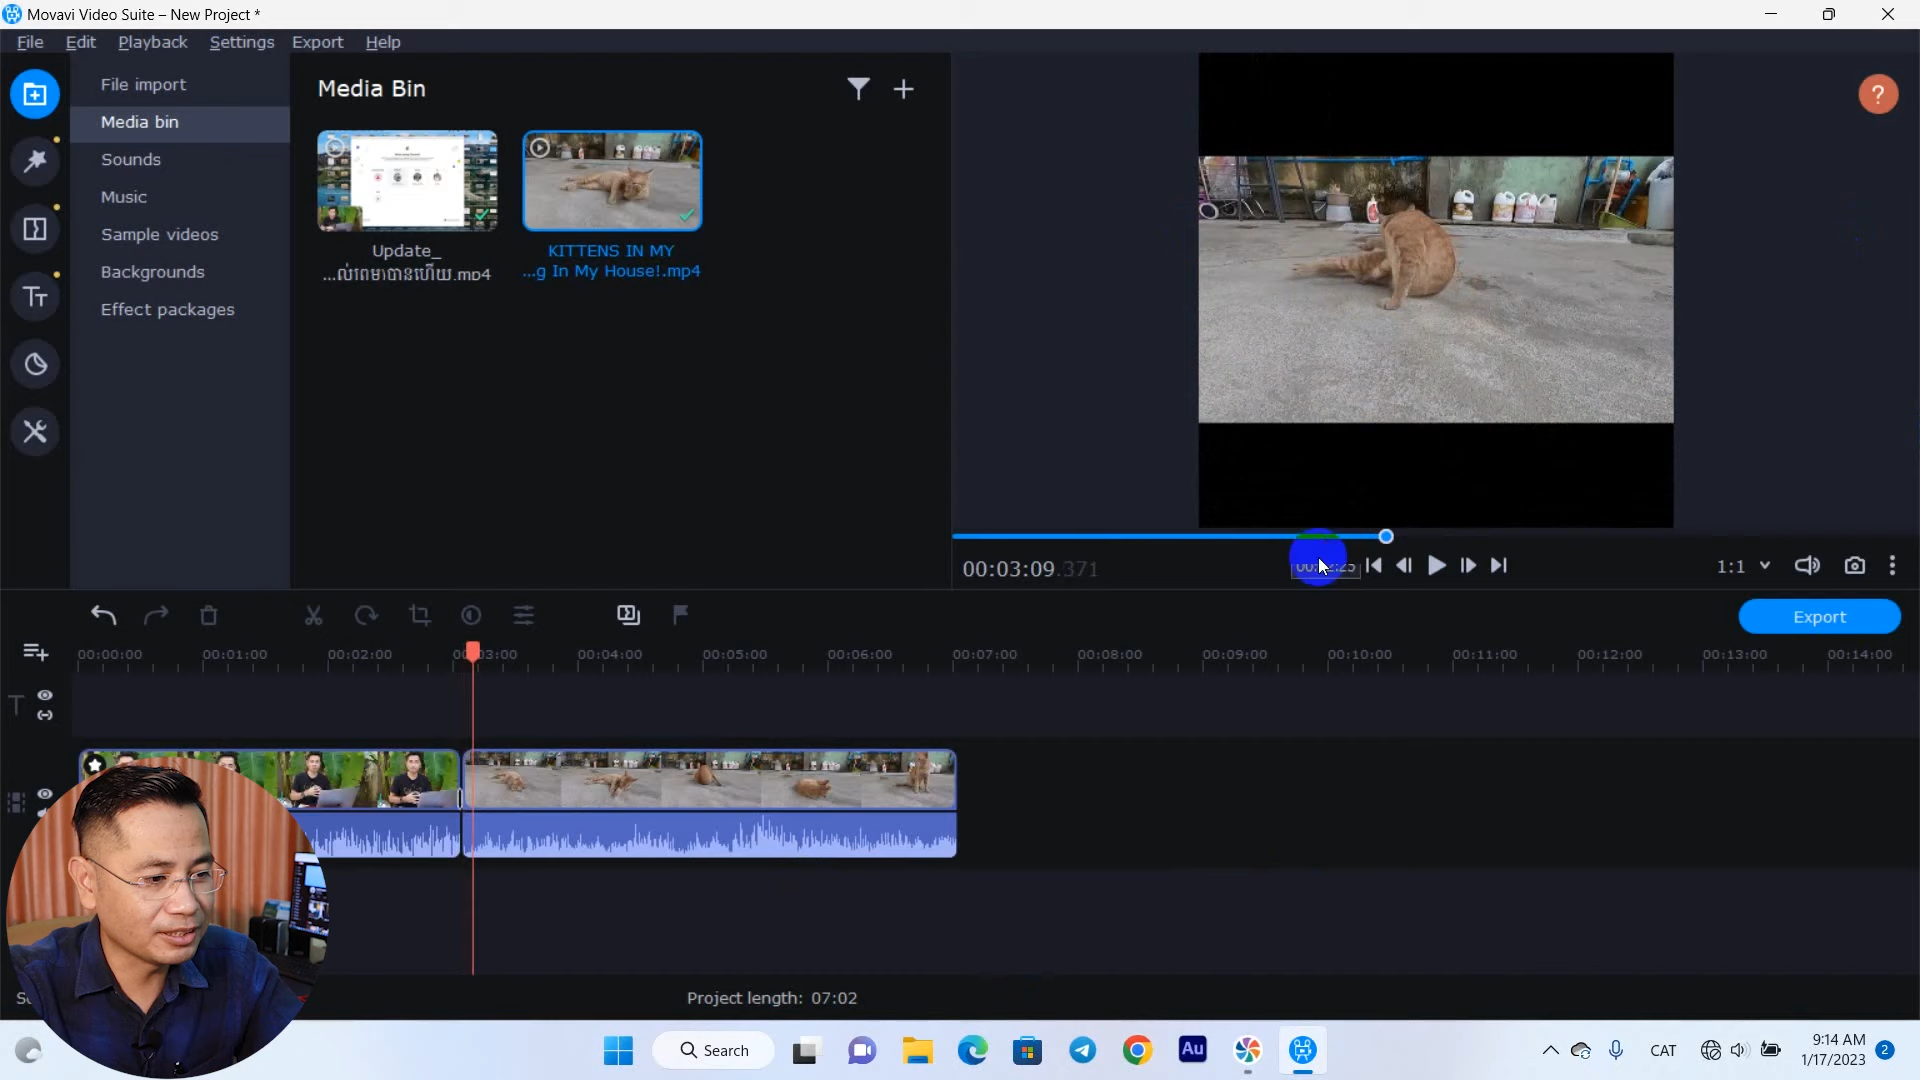 Movavi Video Suite – New Project *
File Edit Playback Settings Export Help
File import
Media bin
Sounds
Music
Sample videos
Backgrounds
Effect packages
Media Bin
Update_
...ល់ពេមាបានហើយ.mp4
KITTENS IN MY
...g In My House!.mp4
?
00:03:09.371
1:1
Export
00:00:00 00:01:00 00:02:00 00:03:00 00:04:00 00:05:00 00:06:00 00:07:00 00:08:00 00:09:00 00:10:00 00:11:00 00:12:00 00:13:00 00:14:00
Project length: 07:02
Search
Au
CAT
9:14 AM
1/17/2023
2